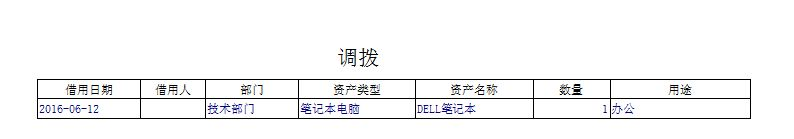 调拨
借用日期 借用人 部门 资产类型 资产名称 数量 用途
2016-06-12 技术部门 笔记本电脑 DELL笔记本 1 办公